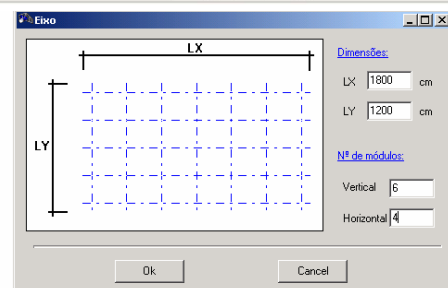 Eixo
LX
LY
Dimensões:
LX 1800 cm
LY 1200 cm
Nº de módulos:
Vertical 6
Horizontal 4
Ok
Cancel